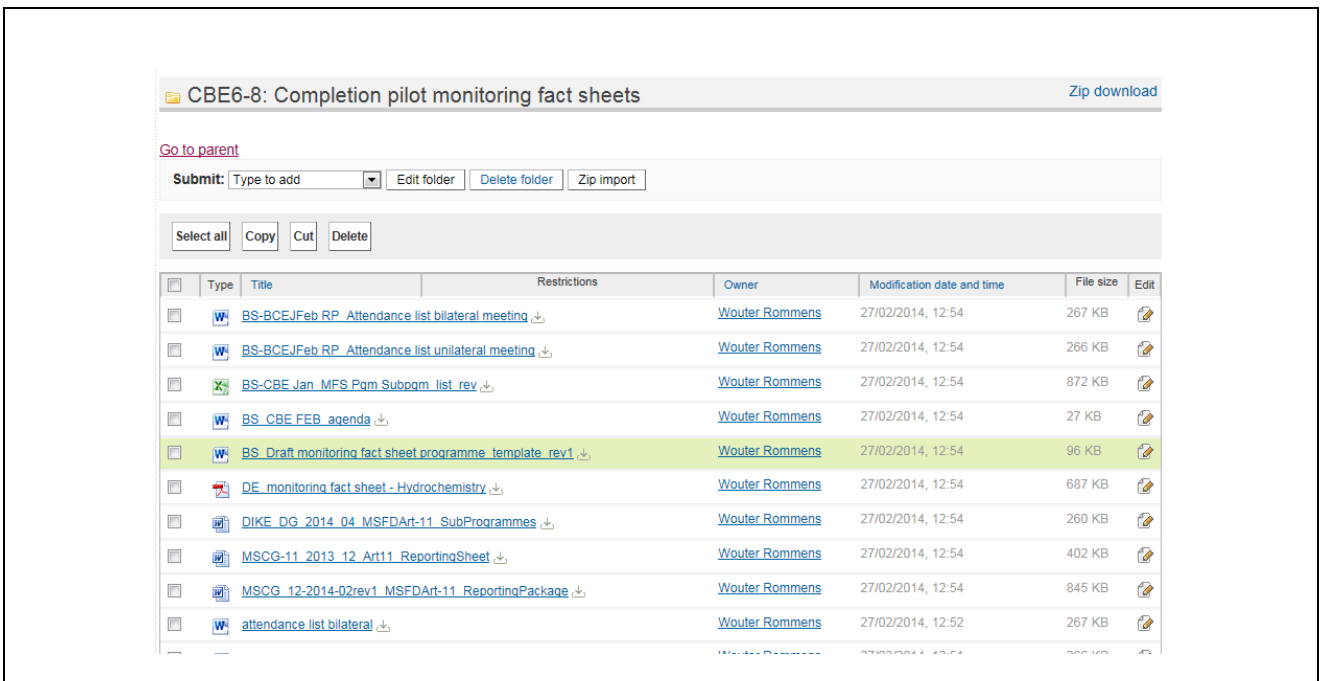 CBE6-8: Completion pilot monitoring fact sheets Zip download
Go to parent
Submit: Type to add Edit folder Delete folder Zip import
Select all Copy Cut Delete
Type Title Restrictions Owner Modification date and time File size Edit
BS-BCEJFeb RP_Attendance list bilateral meeting Wouter Rommens 27/02/2014, 12:54 267 KB
BS-BCEJFeb RP_Attendance list unilateral meeting Wouter Rommens 27/02/2014, 12:54 266 KB
BS-CBE Jan_MFS Pgm Subpgm_list_rev Wouter Rommens 27/02/2014, 12:54 872 KB
BS_CBE FEB_agenda Wouter Rommens 27/02/2014, 12:54 27 KB
BS_Draft monitoring fact sheet programme_template_rev1 Wouter Rommens 27/02/2014, 12:54 96 KB
DE_monitoring fact sheet - Hydrochemistry Wouter Rommens 27/02/2014, 12:54 687 KB
DIKE_DG_2014_04_MSFDArt-11_SubProgrammes Wouter Rommens 27/02/2014, 12:54 260 KB
MSCG-11_2013_12_Art11_ReportingSheet Wouter Rommens 27/02/2014, 12:54 402 KB
MSCG_12-2014-02rev1_MSFDArt-11_ReportingPackage Wouter Rommens 27/02/2014, 12:54 845 KB
attendance list bilateral Wouter Rommens 27/02/2014, 12:52 267 KB